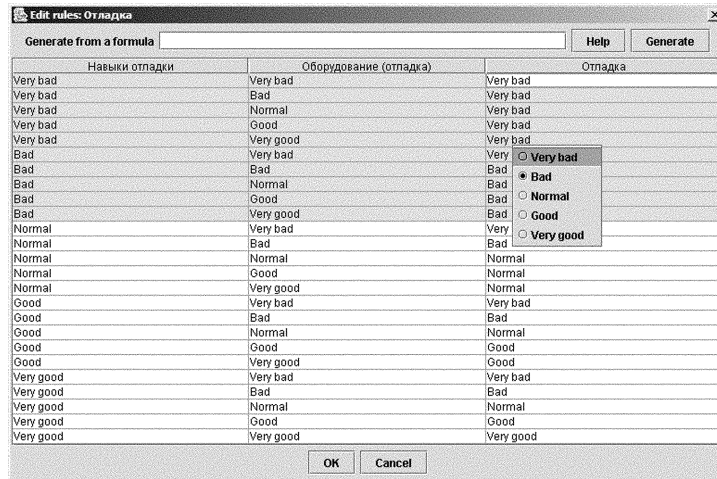 Edit rules: Отладка
Generate from a formula Help Generate
Навыки отладки Оборудование (отладка) Отладка
Very bad Very bad Very bad
Very bad Bad Very bad
Very bad Normal Very bad
Very bad Good Very bad
Very bad Very good Very bad
Bad Very bad Very
Bad Bad Bad
Bad Normal Bad
Bad Good Bad
Bad Very good Bad
Very bad
Bad
Normal
Good
Very good
Normal Very bad Very
Normal Bad Bad
Normal Normal Normal
Normal Good Normal
Normal Very good Normal
Good Very bad Very bad
Good Bad Bad
Good Normal Normal
Good Good Good
Good Very good Good
Very good Very bad Very bad
Very good Bad Bad
Very good Normal Normal
Very good Good Good
Very good Very good Very good
OK Cancel